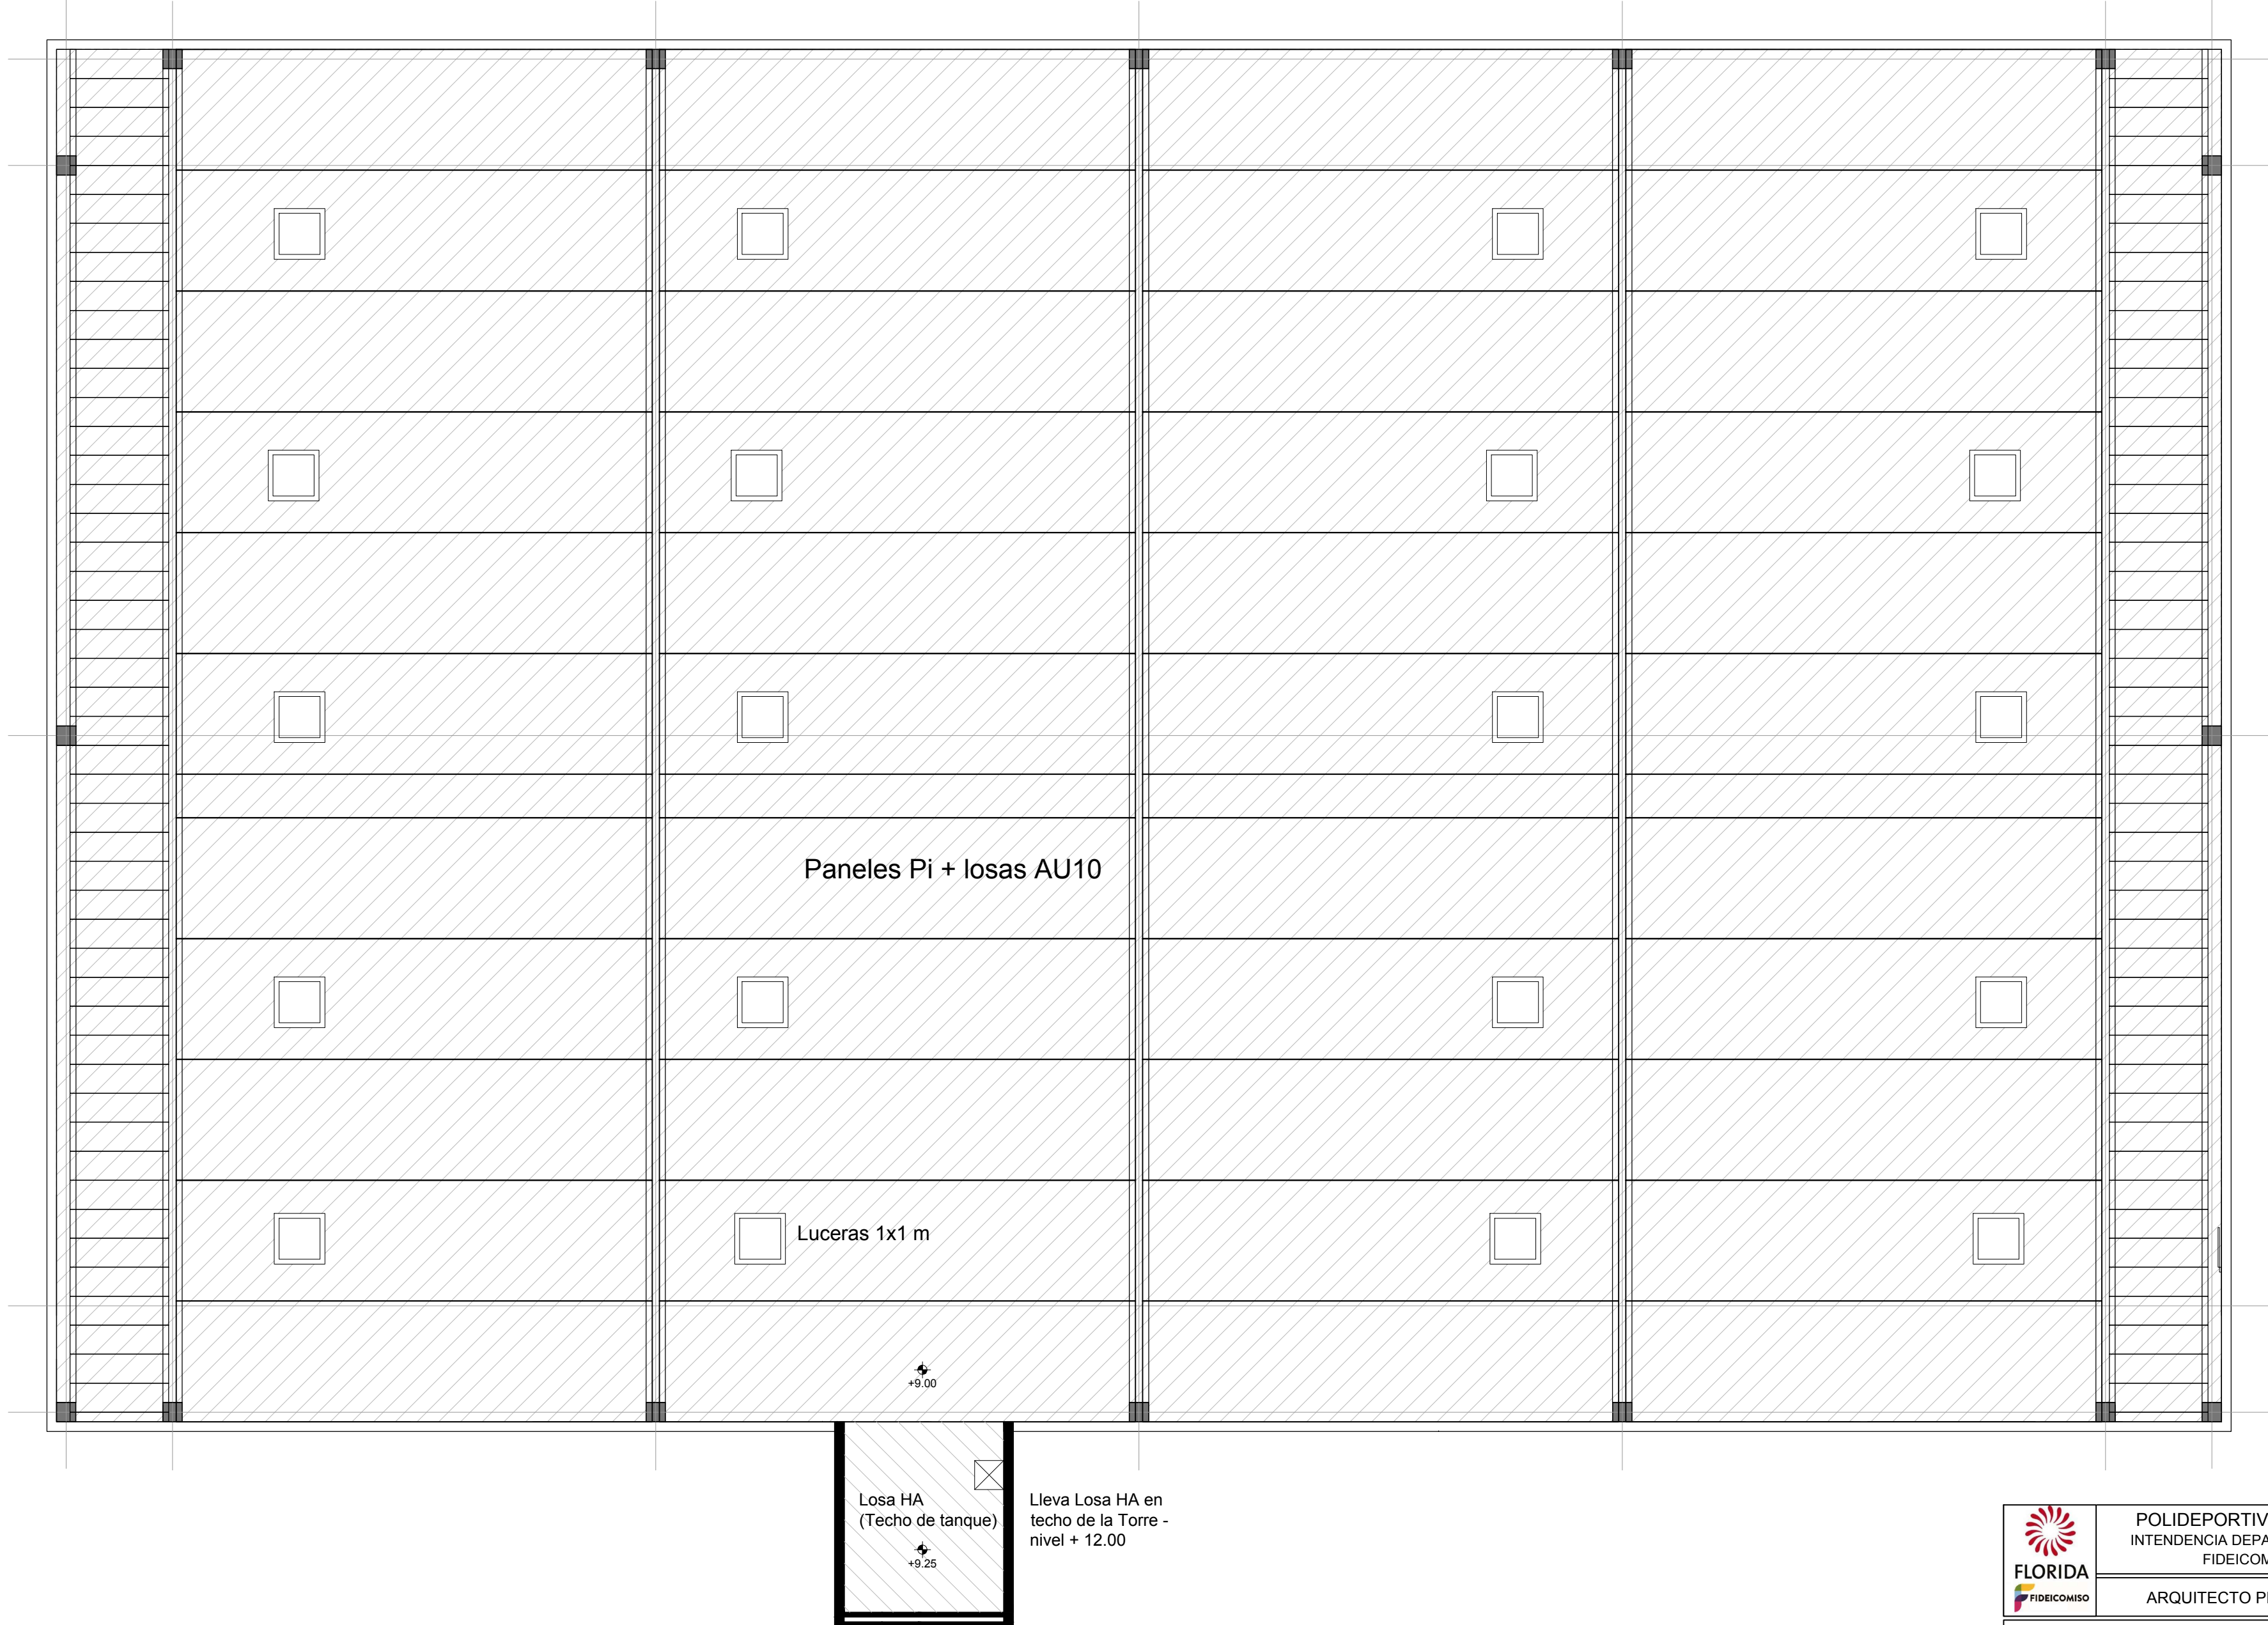 Paneles Pi + losas AU10
Luceras 1x1 m
+9.00
Losa HA
(Techo de tanque)
+9.25
Lleva Losa HA en
techo de la Torre -
nivel + 12.00
FLORIDA
FIDEICOMISO
POLIDEPORTIV
INTENDENCIA DEPA
FIDEICOM
ARQUITECTO P